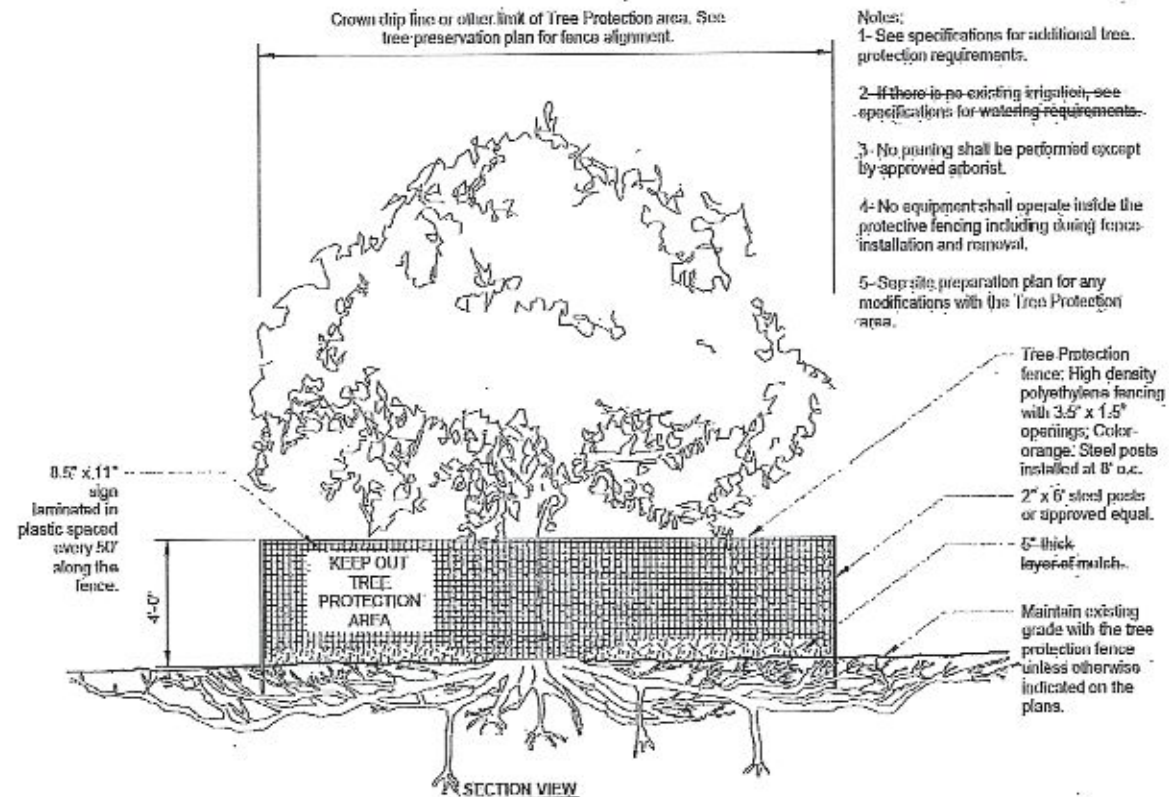 Crown drip line or other limit of Tree Protection area. See
tree preservation plan for fence alignment.
Notes:
1- See specifications for additional tree
protection requirements.
2- If there is no existing irrigation, see
specifications for watering requirements.
3- No pruning shall be performed except
by approved arborist.
4- No equipment shall operate inside the
protective fencing including during fence
installation and removal.
5- See site preparation plan for any
modifications with the Tree Protection
area.
Tree Protection
fence: High density
polyethylene fencing
with 3.5" x 1.5"
openings; Color-
orange. Steel posts
installed at 8' o.c.
2" x 6' steel posts
or approved equal.
5" thick
layer of mulch.
Maintain existing
grade with the tree
protection fence
unless otherwise
indicated on the
plans.
8.5" x 11"
sign
laminated in
plastic spaced
every 50'
along the
fence.
4'-0"
KEEP OUT
TREE
PROTECTION
AREA
SECTION VIEW